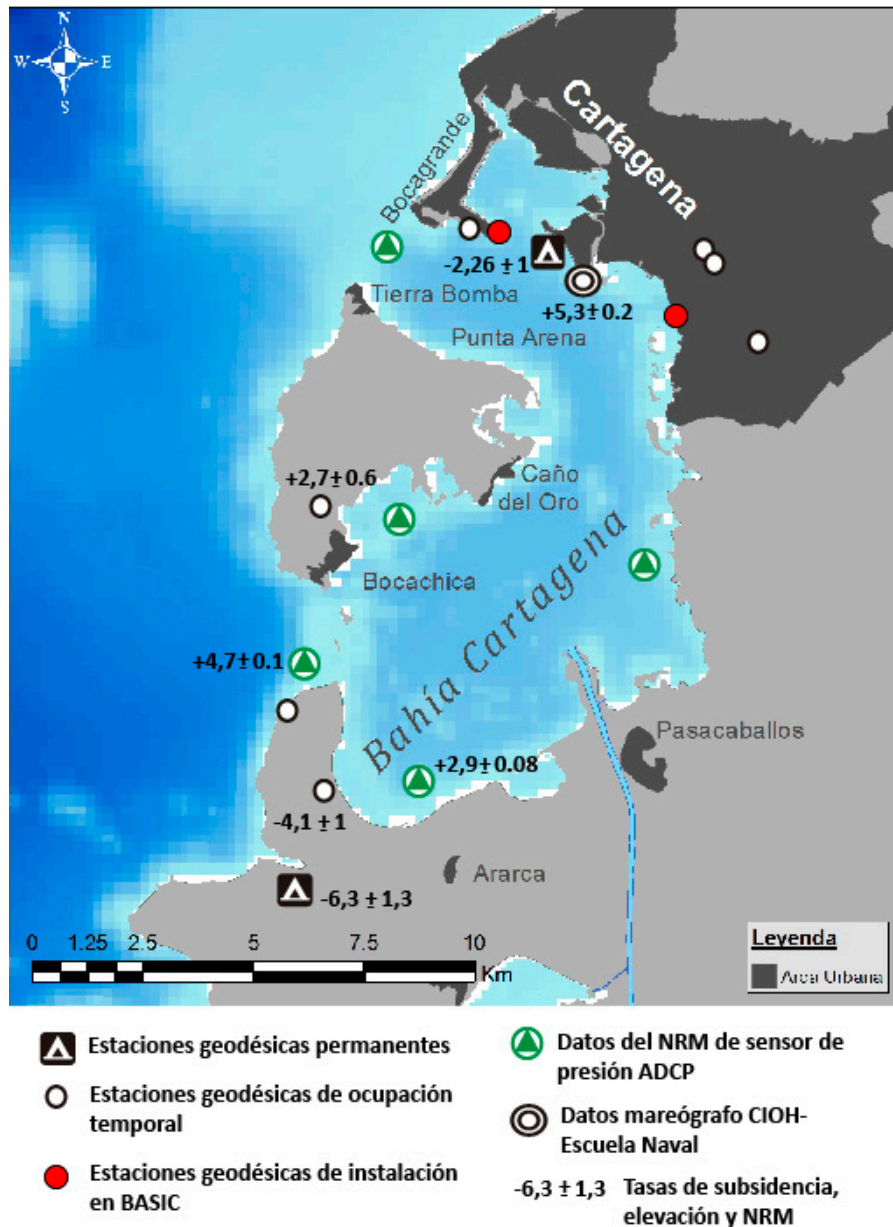 N
W E
S
Cartagena
Bocagrande
-2,26 ± 1
Tierra Bomba
+5,3± 0.2
Punta Arena
+2,7± 0.6
Caño
del Oro
Bocachica
Bahía Cartagena
+4,7± 0.1
Pasacaballos
+2,9± 0.08
-4,1 ± 1
Ararca
-6,3 ± 1,3
0 1.25 2.5 5 7.5 10
Km
Leyenda
Area Urbana
Estaciones geodésicas permanentes
Estaciones geodésicas de ocupación
temporal
Estaciones geodésicas de instalación
en BASIC
Datos del NRM de sensor de
presión ADCP
Datos mareógrafo CIOH-
Escuela Naval
-6,3 ± 1,3 Tasas de subsidencia,
elevación y NRM